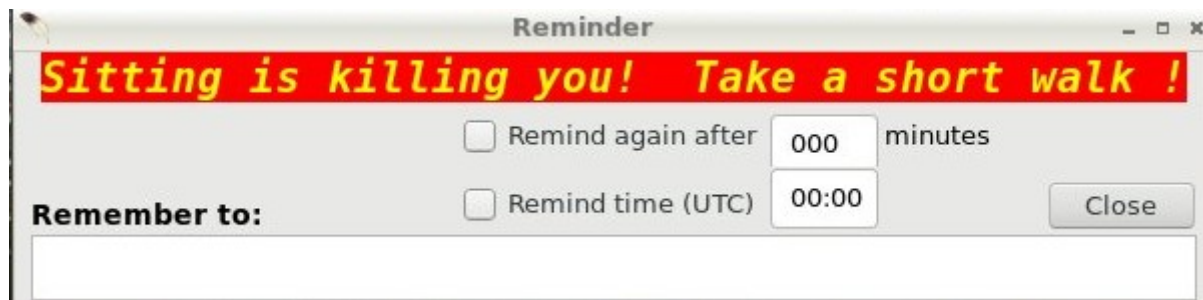 Reminder
Sitting is killing you!  Take a short walk !
Remind again after 000 minutes
Remind time (UTC) 00:00 Close
Remember to: